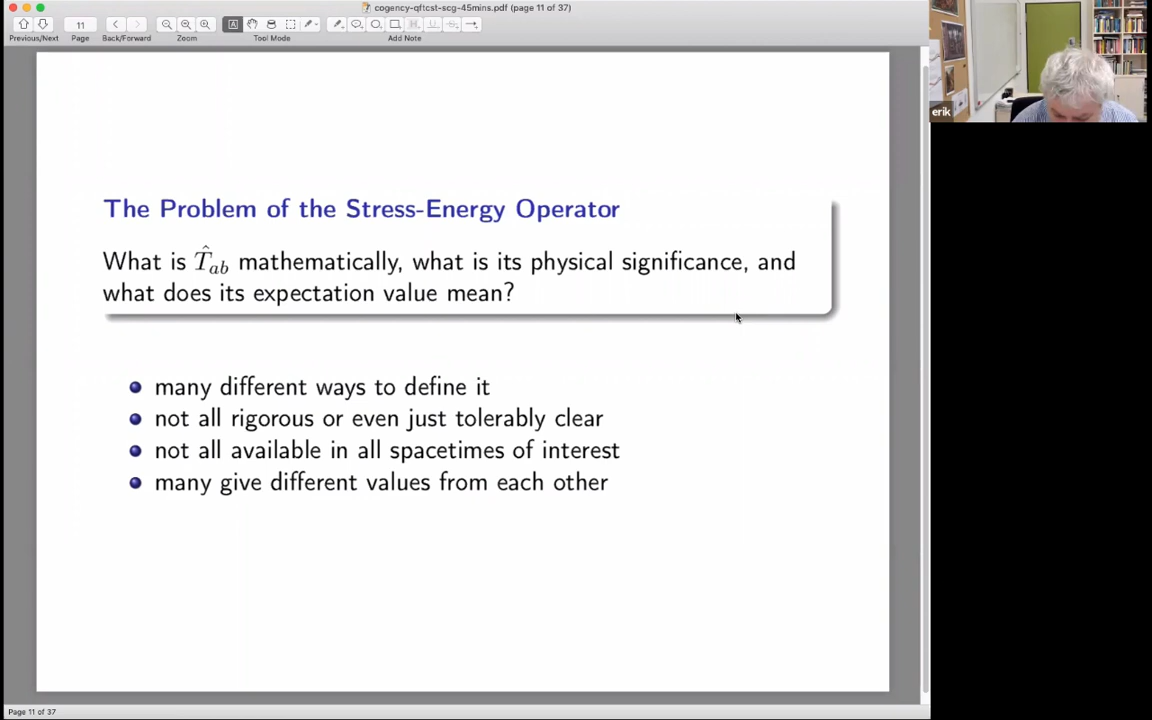 cogency-qftcst-scg-45mins.pdf (page 11 of 37)
11
Previous/Next Page Back/Forward Zoom Tool Mode Add Note
erik
The Problem of the Stress-Energy Operator
What is T̂ab mathematically, what is its physical significance, and
what does its expectation value mean?
many different ways to define it
not all rigorous or even just tolerably clear
not all available in all spacetimes of interest
many give different values from each other
Page 11 of 37